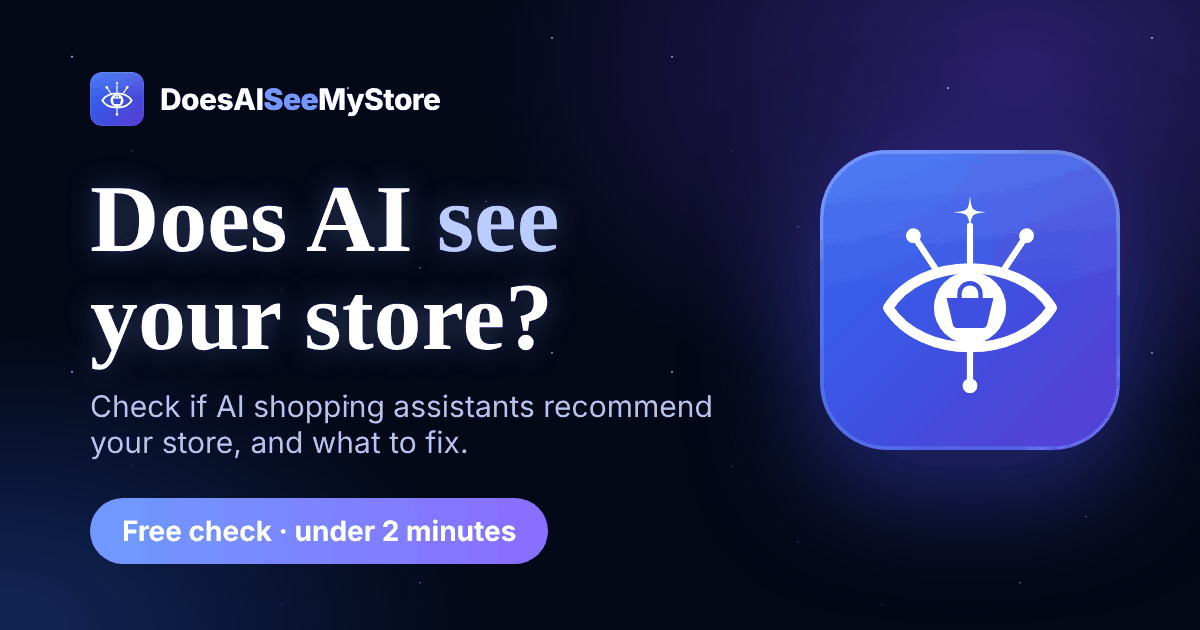 DoesAISeeMyStore
Does AI see
your store?
Check if AI shopping assistants recommend
your store, and what to fix.
Free check · under 2 minutes